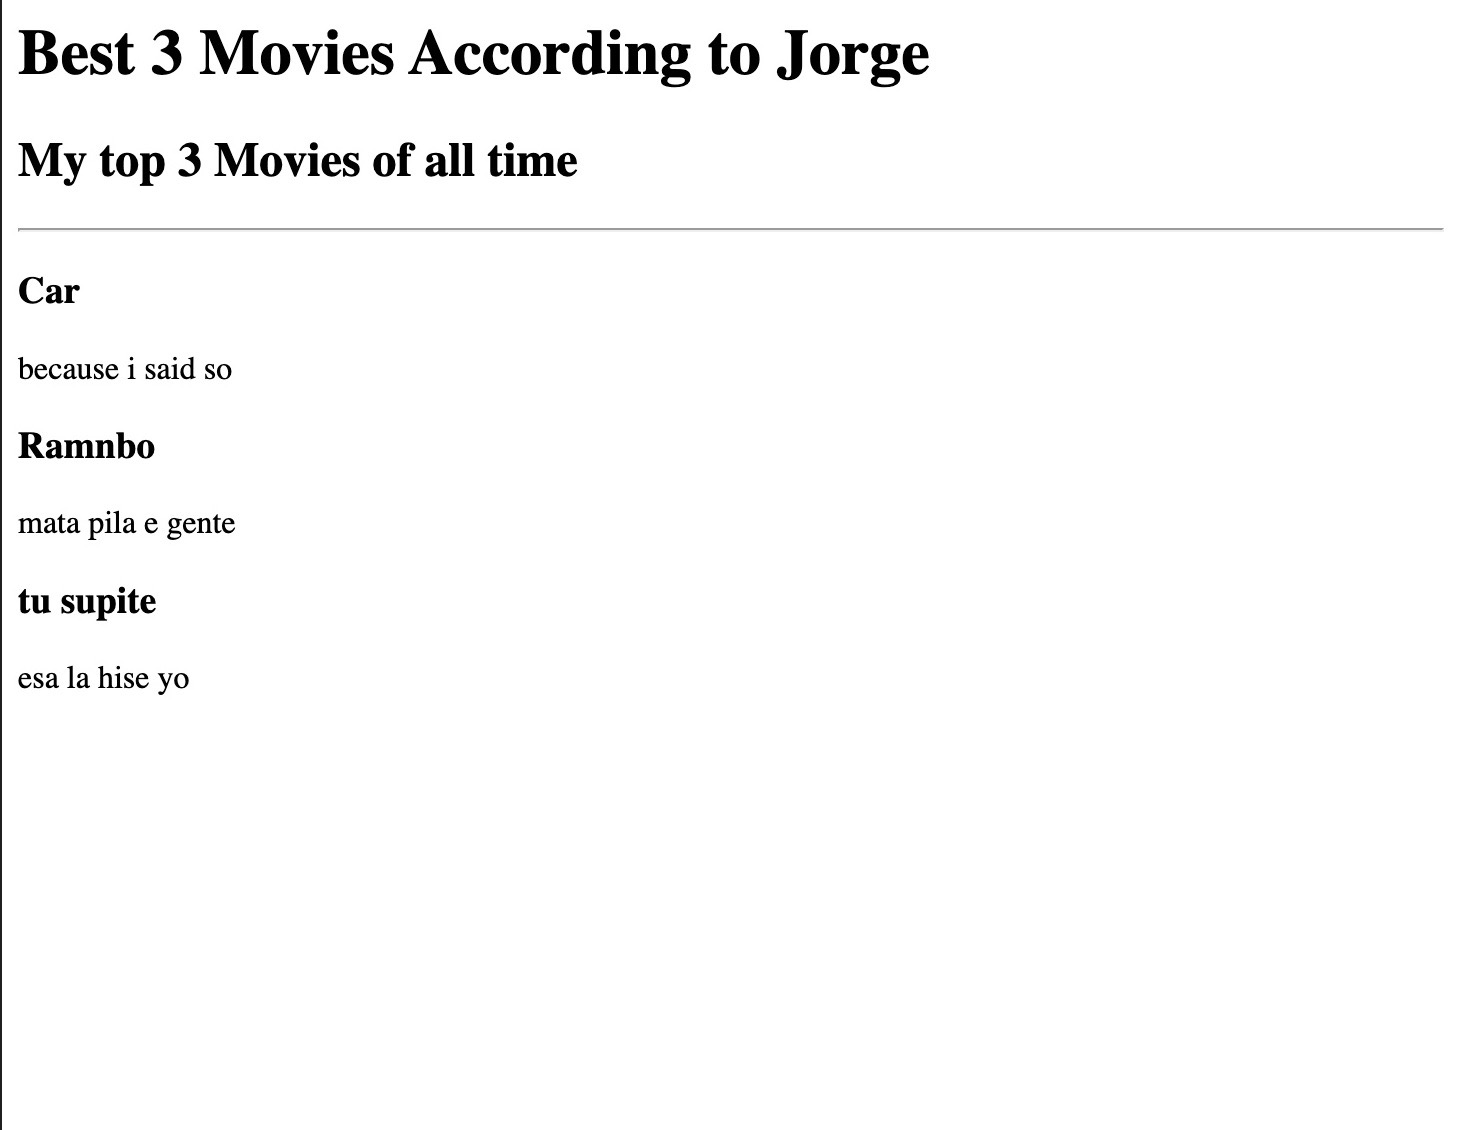 Best 3 Movies According to Jorge
My top 3 Movies of all time
Car
because i said so
Ramnbo
mata pila e gente
tu supite
esa la hise yo